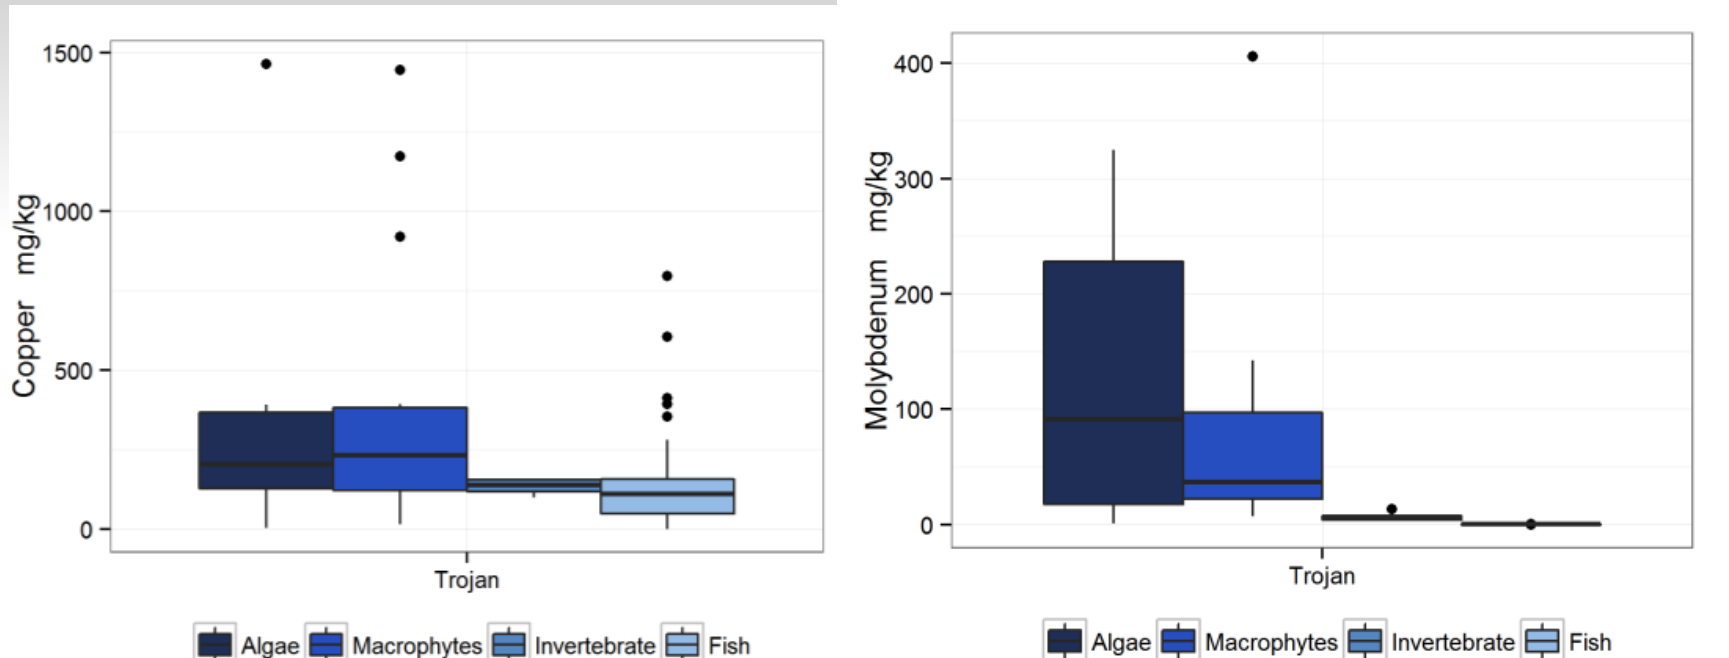 Copper mg/kg
1500
1000
500
0
Trojan
Algae Macrophytes Invertebrate Fish
Molybdenum mg/kg
400
300
200
100
0
Trojan
Algae Macrophytes Invertebrate Fish